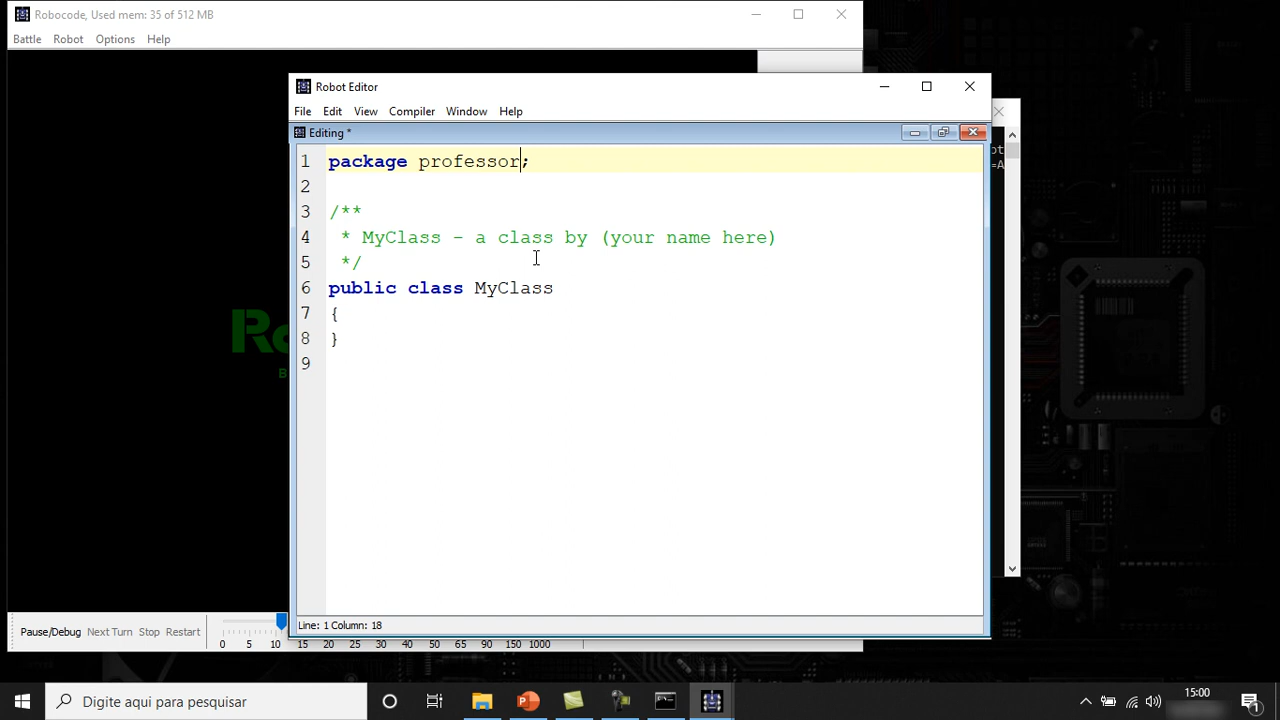 Robocode, Used mem: 35 of 512 MB
Battle Robot Options Help
Robot Editor
File Edit View Compiler Window Help
Editing *
1 package professor;
2
3 /**
4 * MyClass - a class by (your name here)
5 */
6 public class MyClass
7 {
8 }
9
Line: 1 Column: 18
Pause/Debug Next Turn Stop Restart
0 5 10 15 20 25 30 40 50 65 90 150 1000
Digite aqui para pesquisar
15:00
1